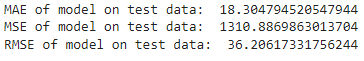 MAE of model on test data:  18.304794520547944
MSE of model on test data:  1310.8869863013704
RMSE of model on test data:  36.20617331756244